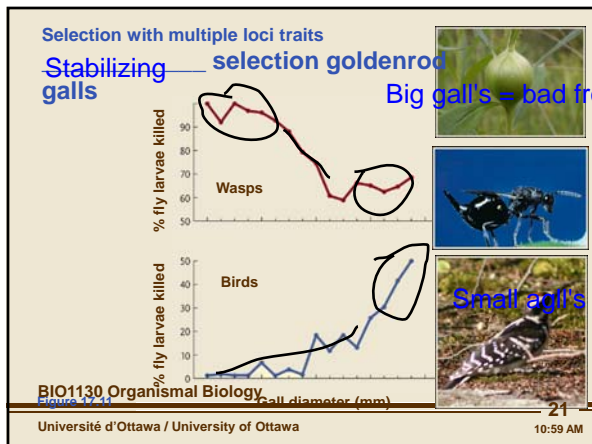 Selection with multiple loci traits
Stabilizing selection goldenrod
galls
Big gall's = bad fr
% fly larvae killed
90
80
70
60
50
Wasps
% fly larvae killed
50
40
30
20
10
0
Birds
Small agll's
BIO1130 Organismal Biology
Figure 17.11
Gall diameter (mm)
21
Université d'Ottawa / University of Ottawa
10:59 AM